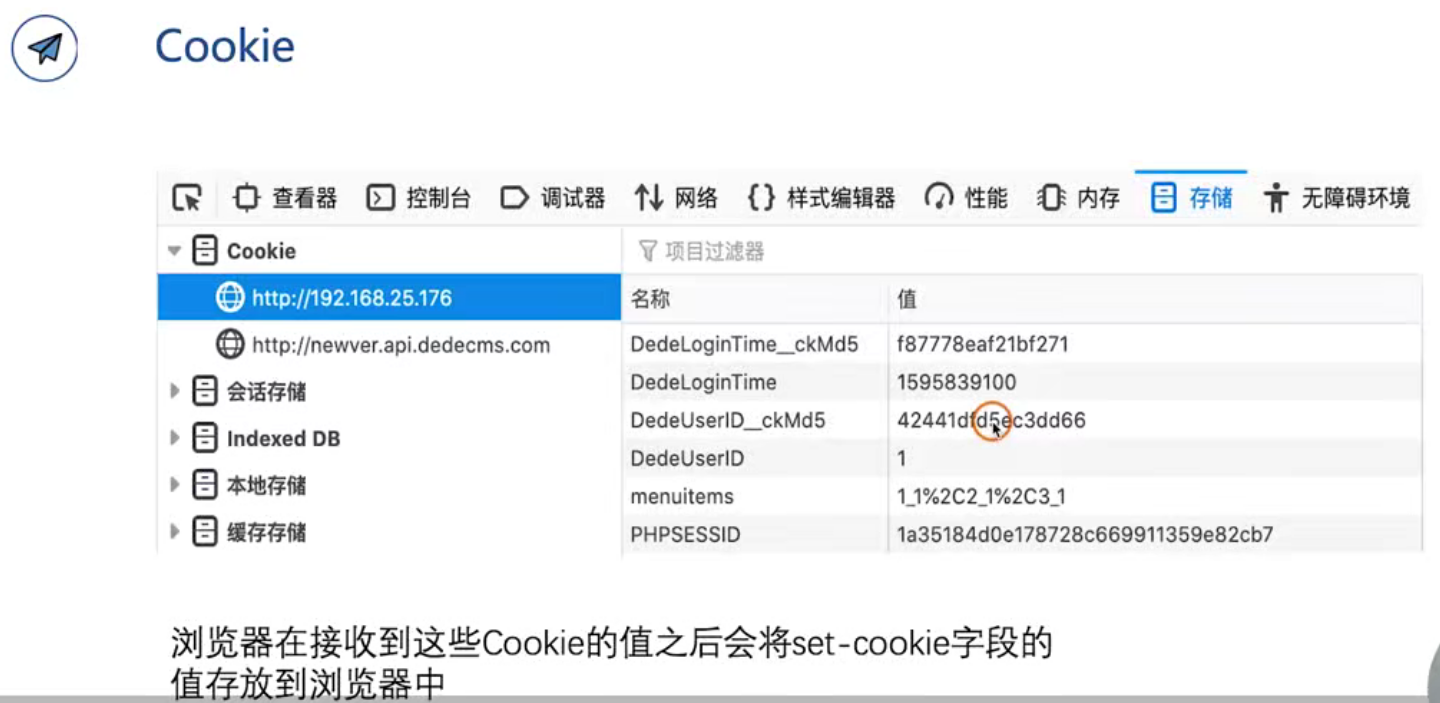 Cookie
查看器 控制台 调试器 网络 {} 样式编辑器 性能 内存 存储 无障碍环境
Cookie
项目过滤器
http://192.168.25.176
名称 值
http://newver.api.dedecms.com
DedeLoginTime__ckMd5 f87778eaf21bf271
会话存储
DedeLoginTime 1595839100
DedeUserID__ckMd5 42441dfd5ec3dd66
Indexed DB
DedeUserID 1
本地存储
menuitems 1_1%2C2_1%2C3_1
缓存存储
PHPSESSID 1a35184d0e178728c669911359e82cb7
浏览器在接收到这些Cookie的值之后会将set-cookie字段的
值存放到浏览器中